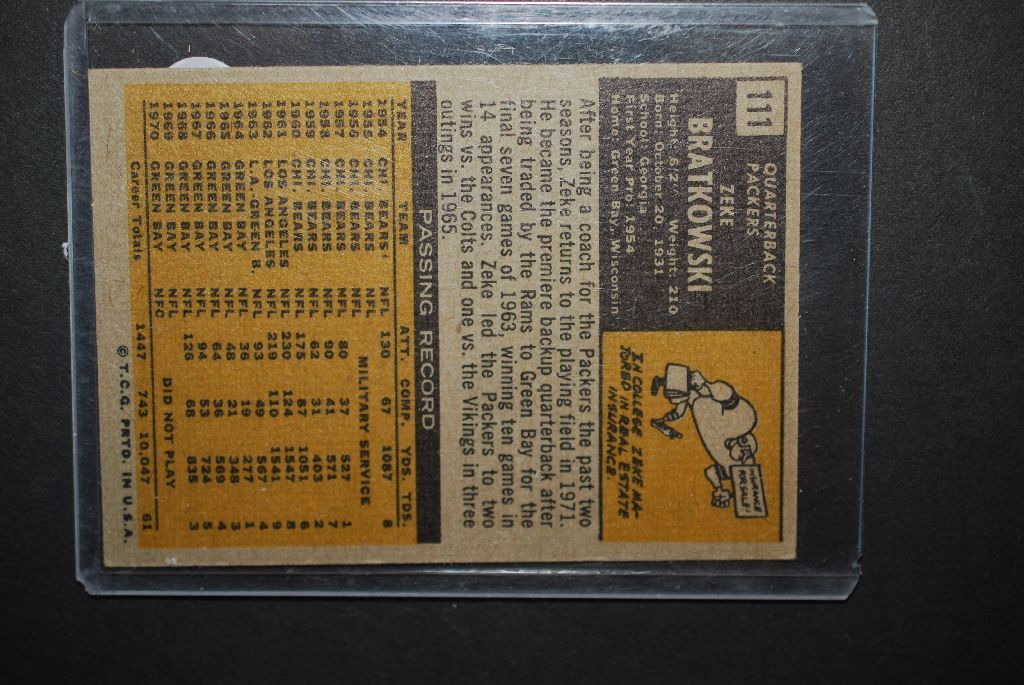 111
QUARTERBACK
PACKERS
ZEKE
BRATKOWSKI
Height: 6'2" Weight: 210
Born: October 20, 1931
School: Georgia
First Year Pro: 1954
Home: Green Bay, Wisconsin
INSURANCE
FOR SALE!
IN COLLEGE ZEKE MA-
JORED IN REAL ESTATE
INSURANCE.
After being a coach for the Packers the past two
seasons, Zeke returns to the playing field in 1971.
He became the premiere backup quarterback after
being traded by the Rams to Green Bay for the
final seven games of 1963, winning ten games in
14 appearances. Zeke led the Packers to two
wins vs. the Colts and one vs. the Vikings in three
outings in 1965.
PASSING RECORD
YEAR TEAM ATT. COMP. YDS. TDS.
1954 CHI. BEARS NFL 130 67 1087 8
1955 CHI. BEARS NFL MILITARY SERVICE
1956 CHI. BEARS NFL
1957 CHI. BEARS NFL 80 37 527 1
1958 CHI. BEARS NFL 90 41 571 7
1959 CHI. BEARS NFL 62 31 403 2
1960 CHI. BEARS NFL 175 87 1051 6
1961 LOS ANGELES NFL 230 124 1547 8
1962 LOS ANGELES NFL 219 110 1541 9
1963 L.A.-GREEN B. NFL 93 49 567 4
1964 GREEN BAY NFL 36 19 277 1
1965 GREEN BAY NFL 48 21 348 3
1966 GREEN BAY NFL 64 36 569 4
1967 GREEN BAY NFL 94 53 724 5
1968 GREEN BAY NFL 126 68 835 3
1969 GREEN BAY NFL DID NOT PLAY
1970 GREEN BAY NFC
Career Totals 1447 743 10,047 61
© T.C.G. PRTD. IN U.S.A.